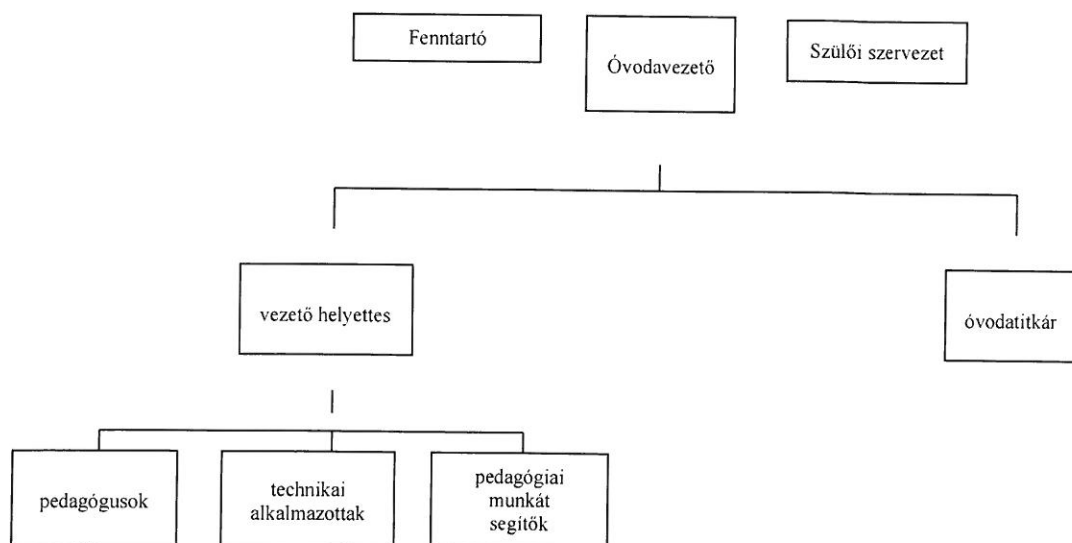 Fenntartó
Óvodavezető
Szülői szervezet
vezető helyettes
óvodatitkár
pedagógusok
technikai
alkalmazottak
pedagógiai
munkát
segítők